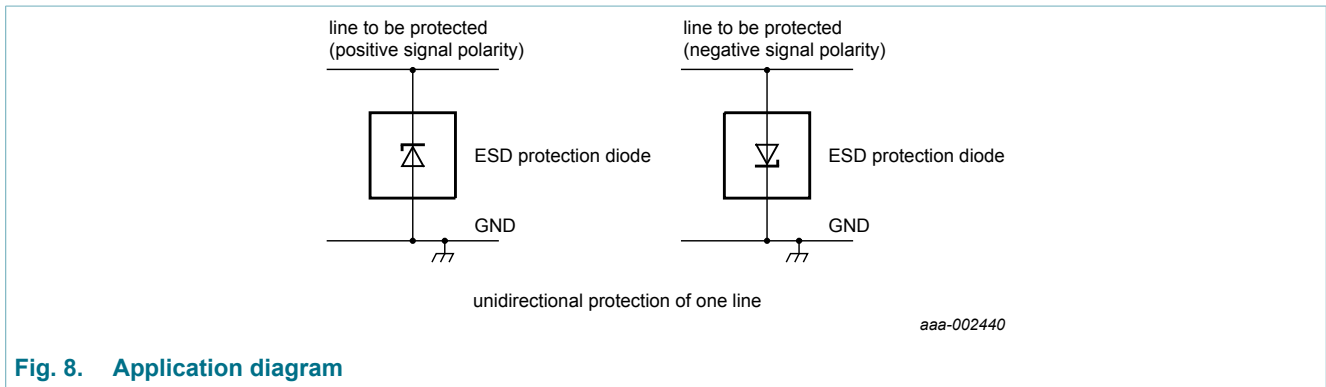 line to be protected
(positive signal polarity)
ESD protection diode
GND
line to be protected
(negative signal polarity)
ESD protection diode
GND
unidirectional protection of one line
aaa-002440
Fig. 8. Application diagram